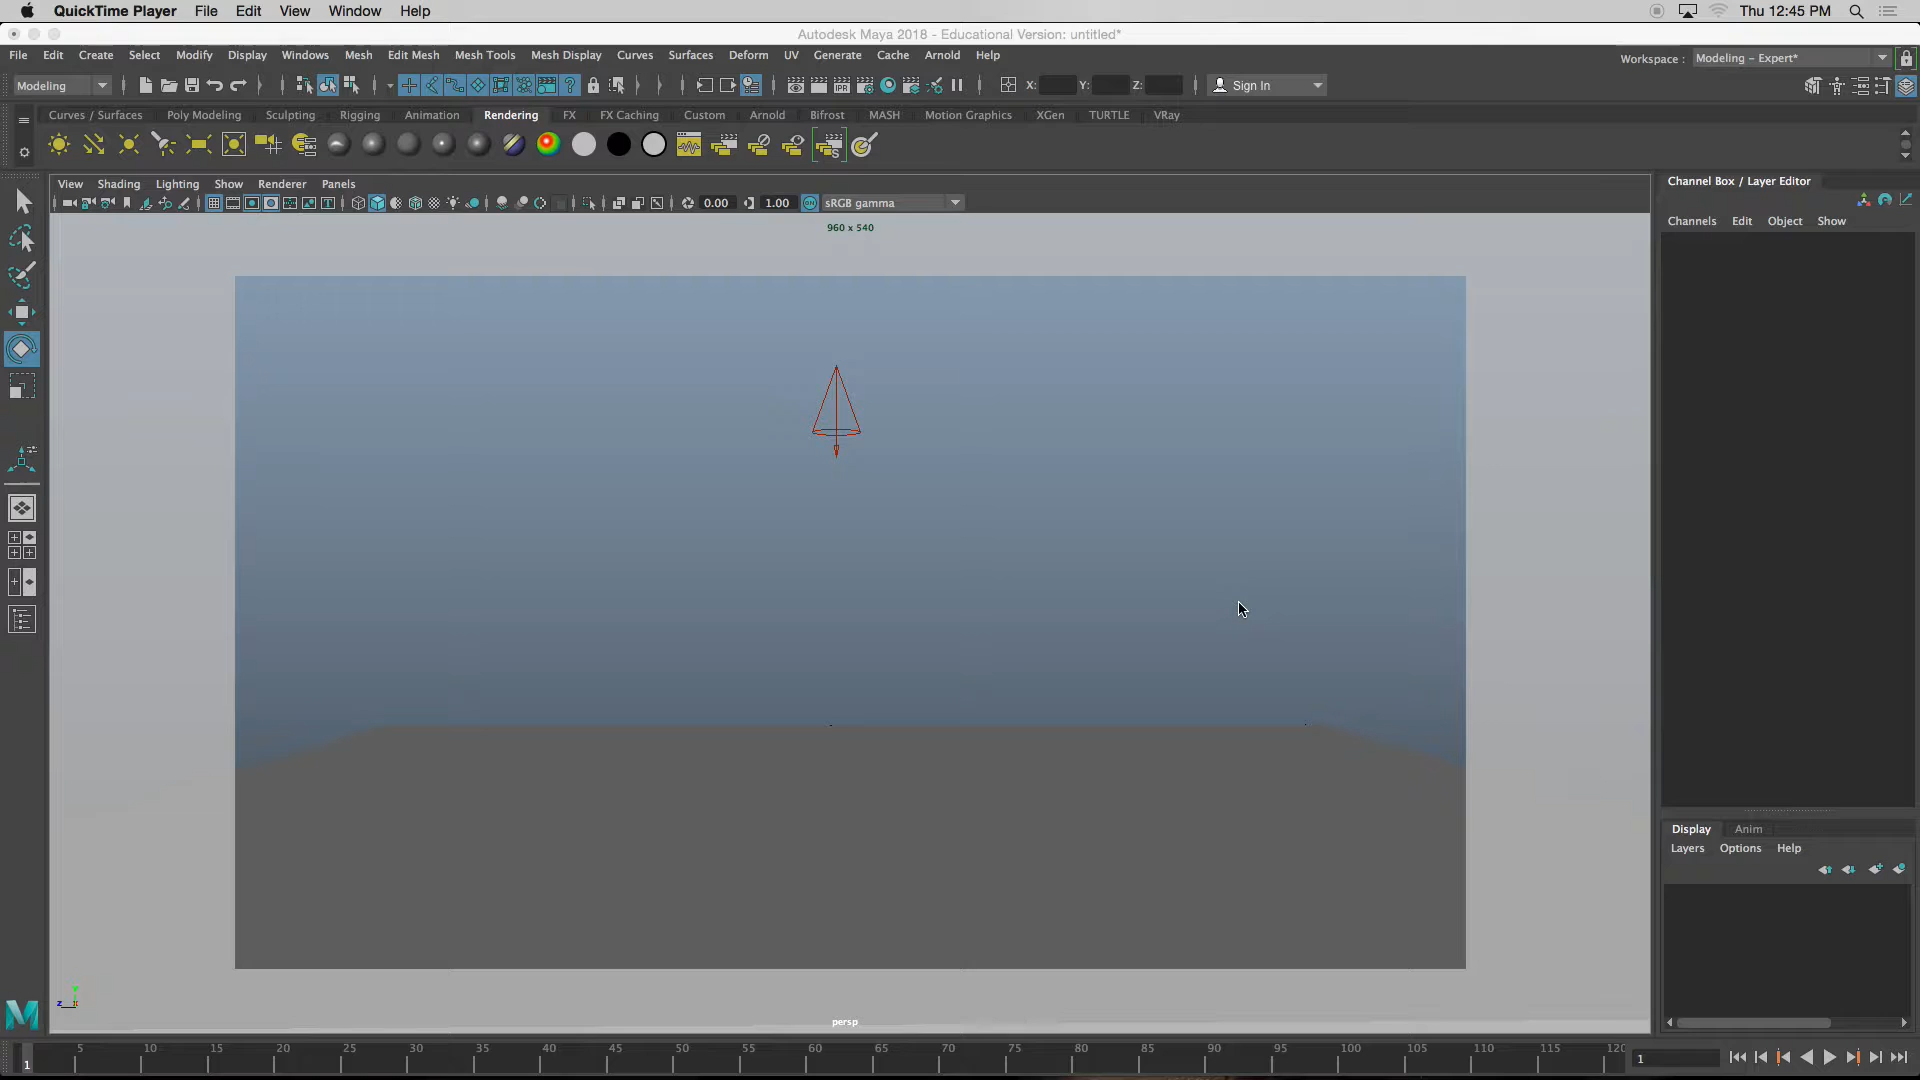 QuickTime Player File Edit View Window Help Thu 12:45 PM
Autodesk Maya 2018 - Educational Version: untitled*
File Edit Create Select Modify Display Windows Mesh Edit Mesh Mesh Tools Mesh Display Curves Surfaces Deform UV Generate Cache Arnold Help Workspace : Modeling - Expert*
Modeling IPR X: Y: Z: Sign In
Curves / Surfaces Poly Modeling Sculpting Rigging Animation Rendering FX FX Caching Custom Arnold Bifrost MASH Motion Graphics XGen TURTLE VRay
View Shading Lighting Show Renderer Panels
0.00 1.00 sRGB gamma
960 x 540
Channel Box / Layer Editor
Channels Edit Object Show
Display Anim
Layers Options Help
z
persp
5 10 15 20 25 30 35 40 45 50 55 60 65 70 75 80 85 90 95 100 105 110 115 120
1 1